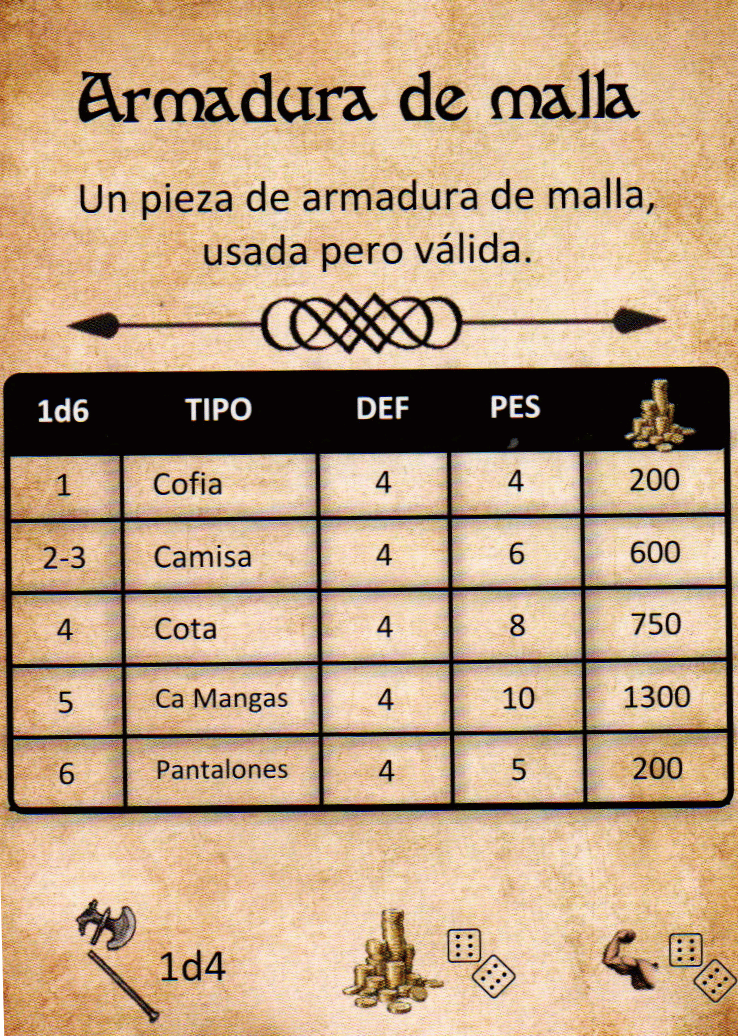 Armadura de malla
Un pieza de armadura de malla,
usada pero válida.
1d6 TIPO DEF PES
1 Cofia 4 4 200
2-3 Camisa 4 6 600
4 Cota 4 8 750
5 Ca Mangas 4 10 1300
6 Pantalones 4 5 200
1d4